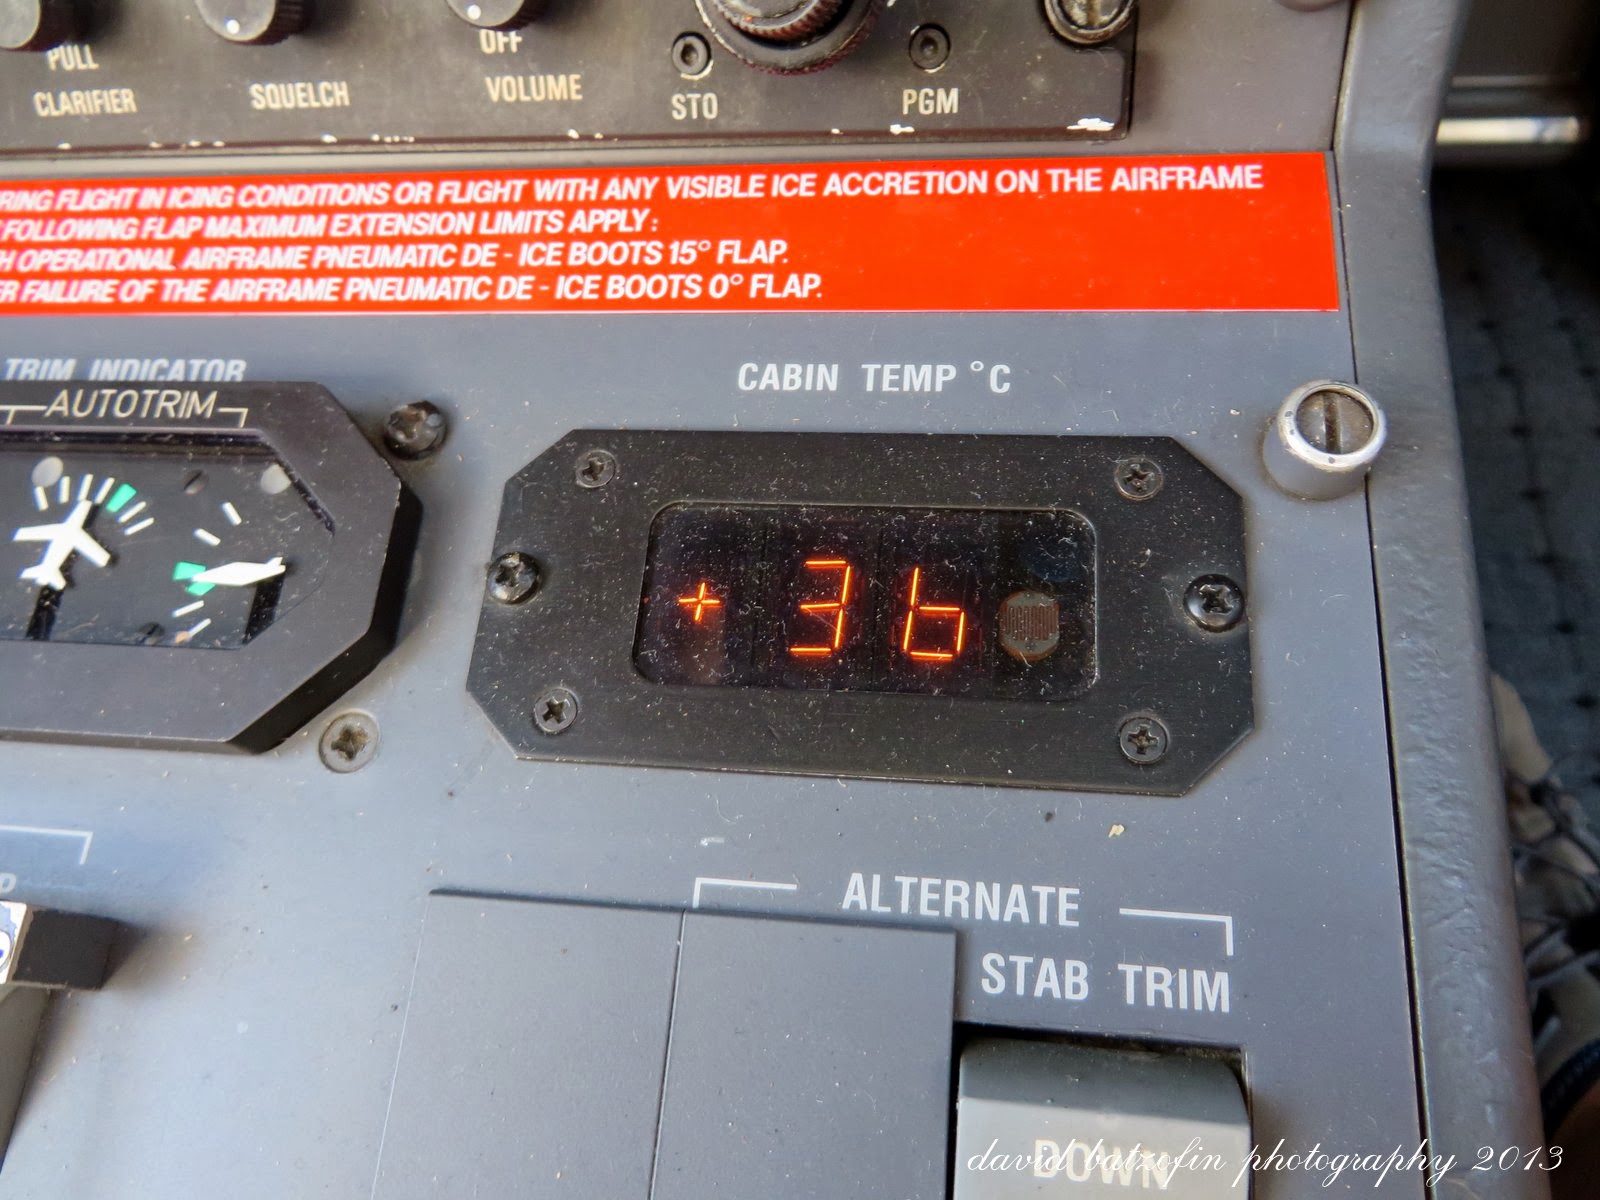 PULL
OFF
CLARIFIER
SQUELCH
VOLUME
STO
PGM
FLIGHT IN ICING CONDITIONS OR FLIGHT WITH ANY VISIBLE ICE ACCRETION ON THE AIRFRAME
FOLLOWING FLAP MAXIMUM EXTENSION LIMITS APPLY:
OPERATIONAL AIRFRAME PNEUMATIC DE - ICE BOOTS 15° FLAP.
FAILURE OF THE AIRFRAME PNEUMATIC DE - ICE BOOTS 0° FLAP.
TRIM INDICATOR
AUTOTRIM
CABIN TEMP °C
+ 36
ALTERNATE
STAB TRIM
DOWN
david batzofin photography 2013